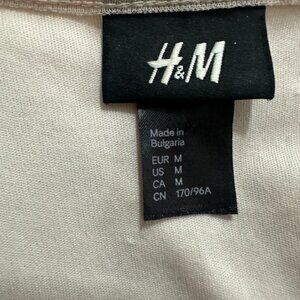 H&M
Made in
Bulgaria
EUR M
US M
CA M
CN 170/96A